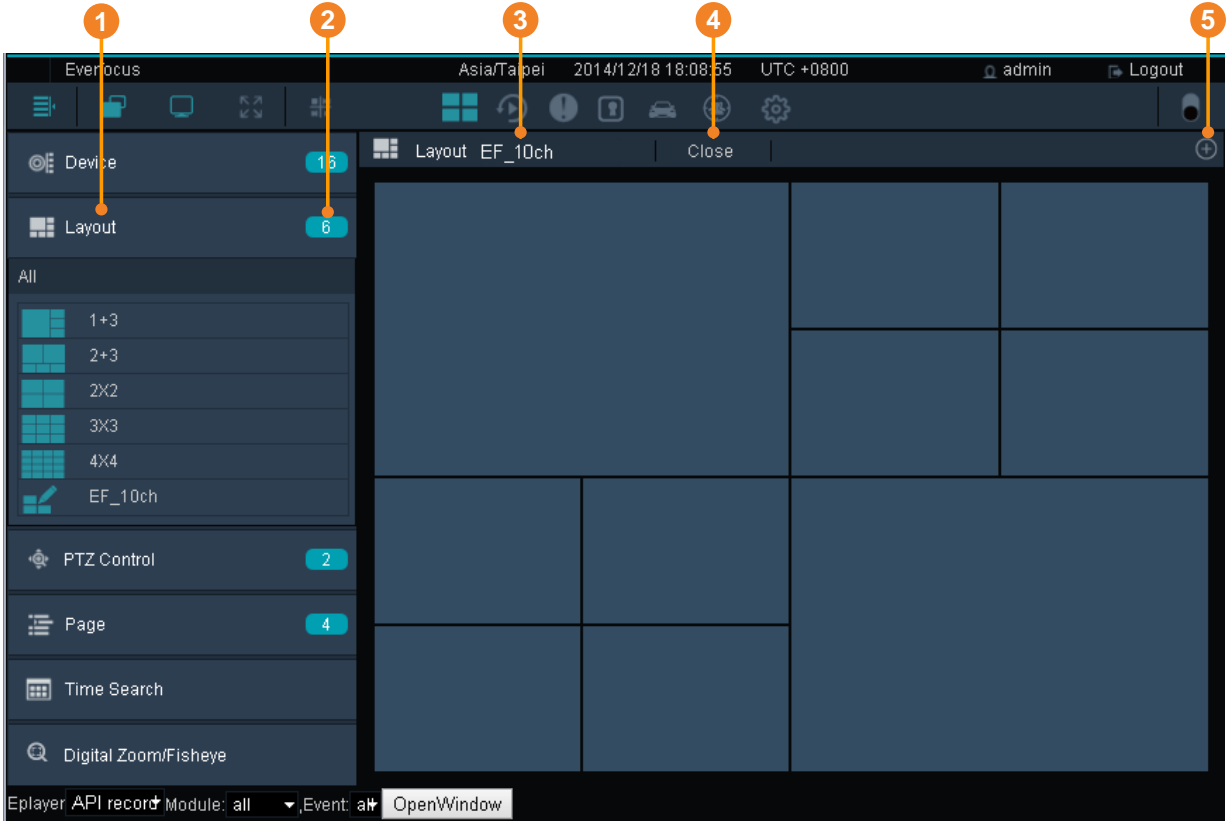 1 2 3 4 5
Everfocus Asia/Taipei 2014/12/18 18:08:55 UTC +0800 admin Logout
Device 16
Layout EF_10ch Close
Layout 6
All
1+3
2+3
2X2
3X3
4X4
EF_10ch
PTZ Control 2
Page 4
Time Search
Digital Zoom/Fisheye
Eplayer API record Module: all ,Event: all OpenWindow